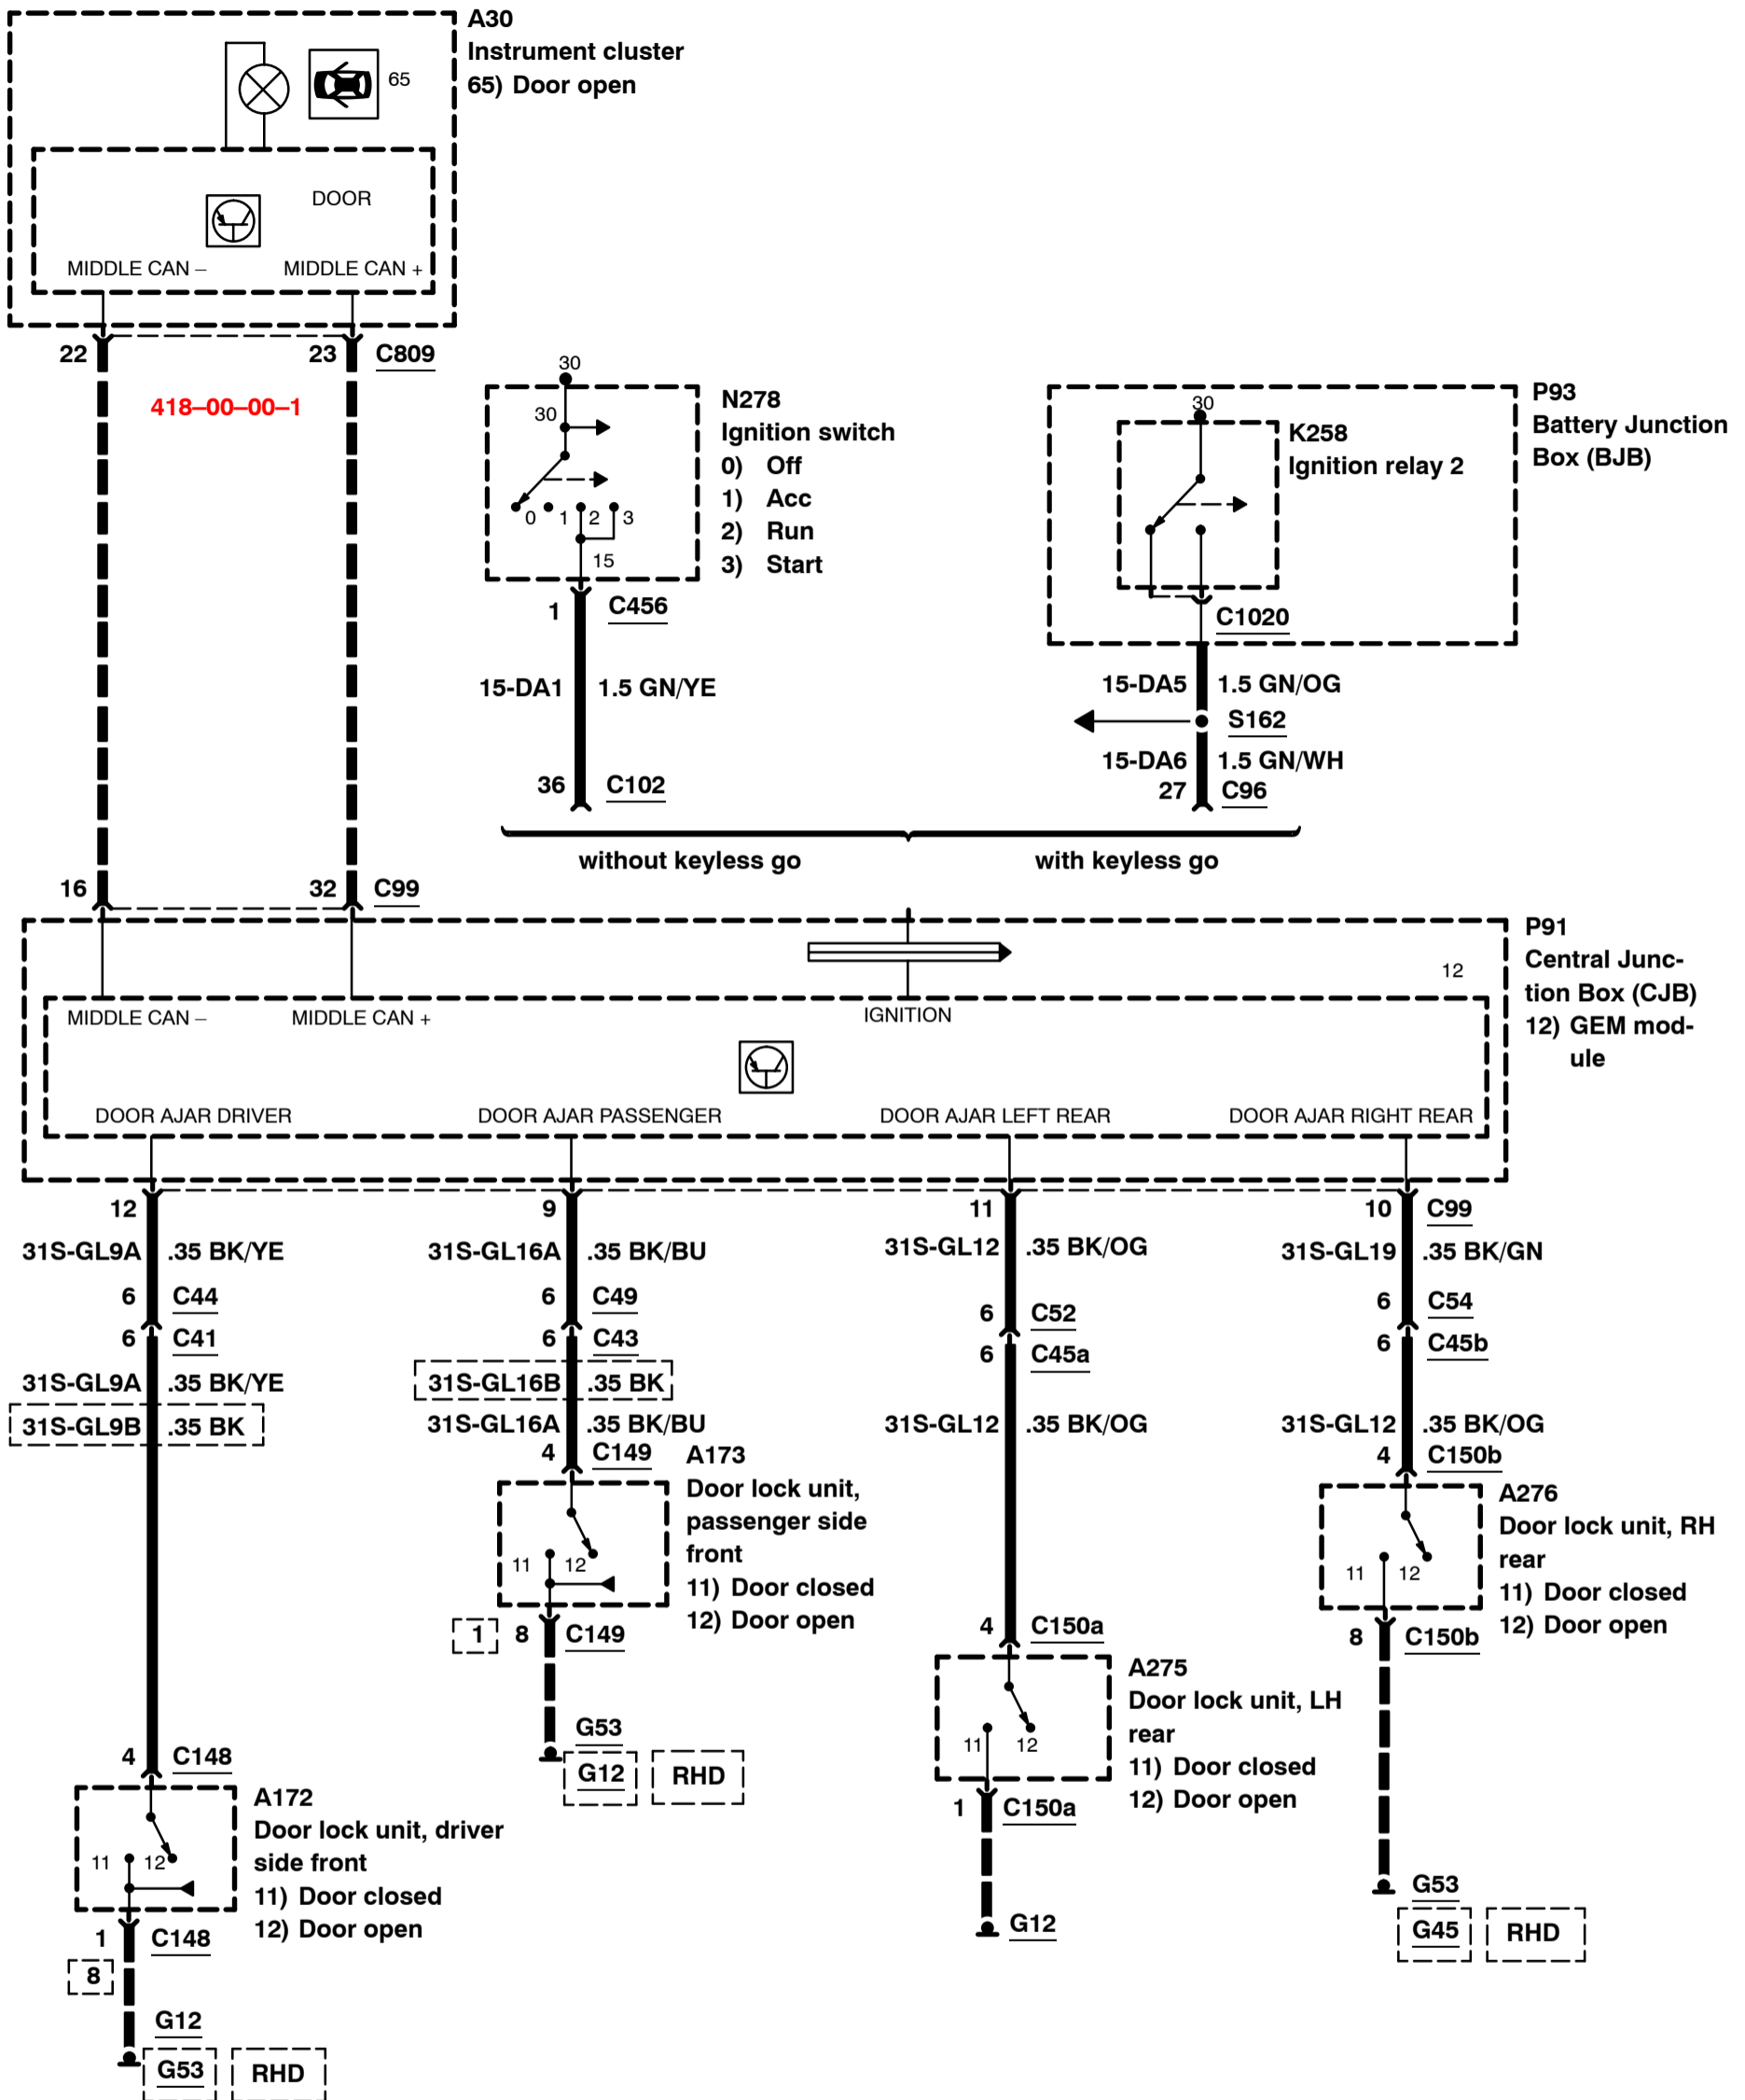 A30
Instrument cluster
65) Door open
65
DOOR
MIDDLE CAN –
MIDDLE CAN +
22
23
C809
418–00–00–1
30
30
0
1
2
3
15
N278
Ignition switch
0) Off
1) Acc
2) Run
3) Start
1
C456
15-DA1
1.5 GN/YE
36
C102
P93
Battery Junction
Box (BJB)
30
K258
Ignition relay 2
C1020
15-DA5
1.5 GN/OG
S162
15-DA6
1.5 GN/WH
27
C96
without keyless go
with keyless go
16
32
C99
P91
Central Junc-
tion Box (CJB)
12) GEM mod-
ule
12
MIDDLE CAN –
MIDDLE CAN +
IGNITION
DOOR AJAR DRIVER
DOOR AJAR PASSENGER
DOOR AJAR LEFT REAR
DOOR AJAR RIGHT REAR
12
9
11
10
C99
31S-GL9A
.35 BK/YE
6
C44
6
C41
31S-GL9A
.35 BK/YE
31S-GL9B
.35 BK
4
C148
A172
Door lock unit, driver
side front
11) Door closed
12) Door open
11
12
1
C148
8
G12
G53
RHD
31S-GL16A
.35 BK/BU
6
C49
6
C43
31S-GL16B
.35 BK
31S-GL16A
.35 BK/BU
4
C149
A173
Door lock unit,
passenger side
front
11) Door closed
12) Door open
11
12
1
8
C149
G53
G12
RHD
31S-GL12
.35 BK/OG
6
C52
6
C45a
31S-GL12
.35 BK/OG
4
C150a
A275
Door lock unit, LH
rear
11) Door closed
12) Door open
11
12
1
C150a
G12
31S-GL19
.35 BK/GN
6
C54
6
C45b
31S-GL12
.35 BK/OG
4
C150b
A276
Door lock unit, RH
rear
11) Door closed
12) Door open
11
12
8
C150b
G53
G45
RHD